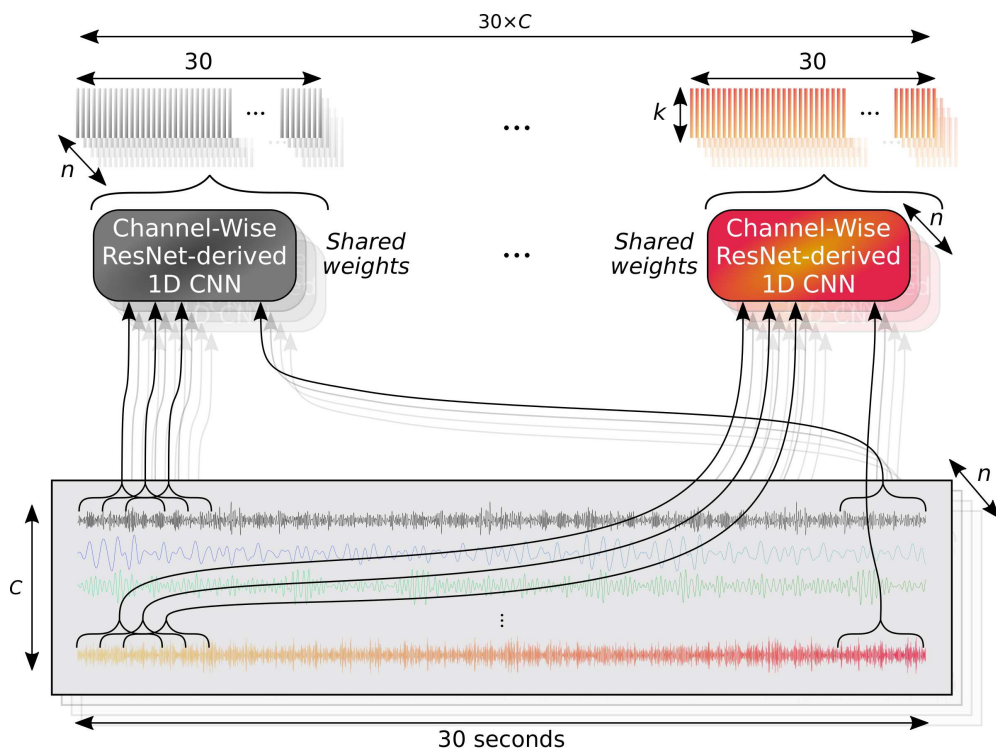 30×C
30
30
...
...
...
k
n
...
...
n
Channel-Wise
ResNet-derived
1D CNN
Shared
weights
...
Shared
weights
Channel-Wise
ResNet-derived
1D CNN
n
n
C
...
30 seconds